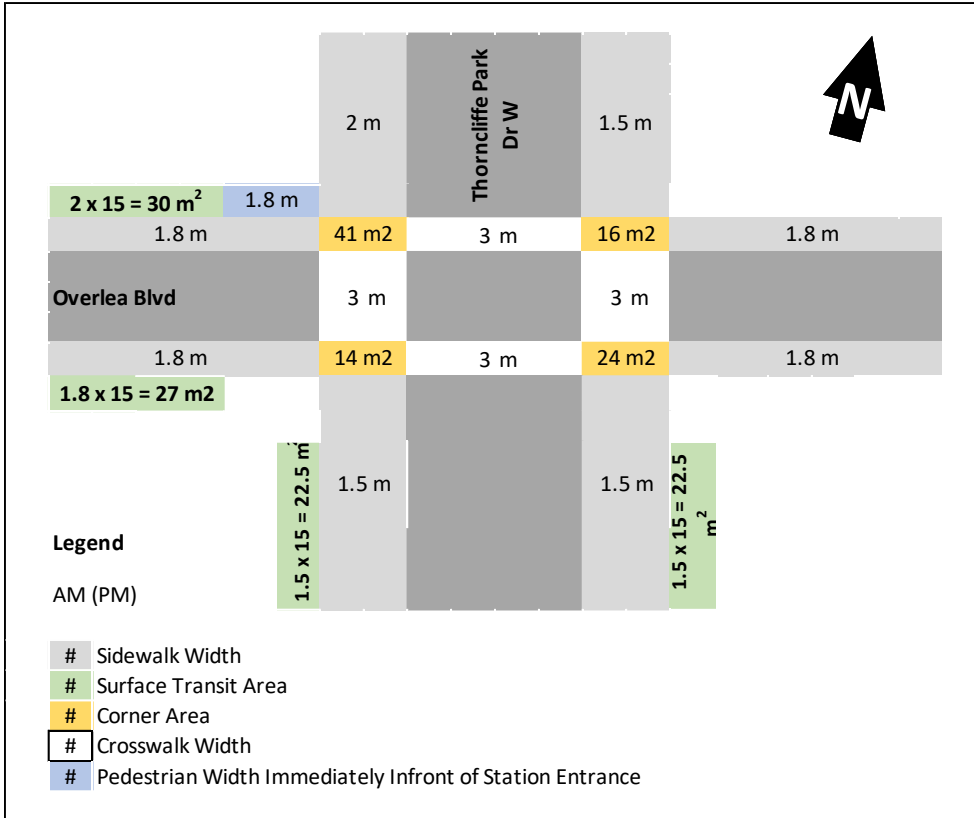 Thorncliffe Park
Dr W
N
2 m
1.5 m
2 x 15 = 30 m²
1.8 m
1.8 m
41 m2
3 m
16 m2
1.8 m
Overlea Blvd
3 m
3 m
1.8 m
14 m2
3 m
24 m2
1.8 m
1.8 x 15 = 27 m2
1.5 x 15 = 22.5 m²
1.5 m
1.5 m
1.5 x 15 = 22.5
m²
Legend
AM (PM)
# Sidewalk Width
# Surface Transit Area
# Corner Area
# Crosswalk Width
# Pedestrian Width Immediately Infront of Station Entrance